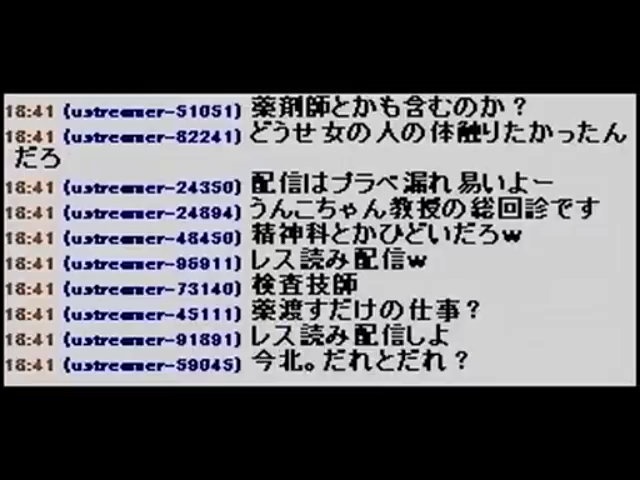 18:41 (ustreamer-51051) 薬剤師とかも含むのか？
18:41 (ustreamer-82241) どうせ女の人の体触りたかったん
だろ
18:41 (ustreamer-24350) 配信はプラベ漏れ易いよー
18:41 (ustreamer-24894) うんこちゃん教授の総回診です
18:41 (ustreamer-48450) 精神科とかひどいだろw
18:41 (ustreamer-95911) レス読み配信w
18:41 (ustreamer-73140) 検査技師
18:41 (ustreamer-45111) 薬渡すだけの仕事？
18:41 (ustreamer-91891) レス読み配信しよ
18:41 (ustreamer-59045) 今北。だれとだれ？